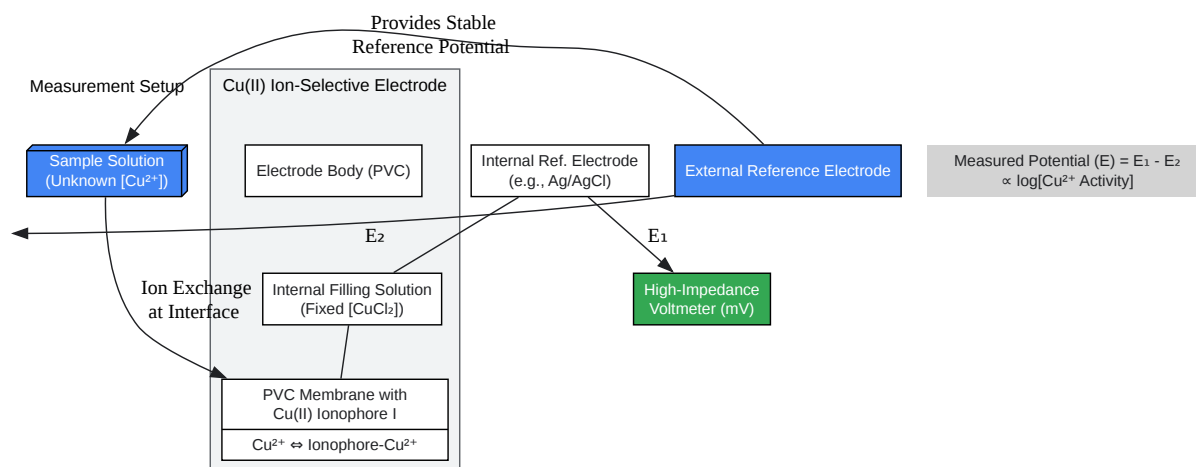 Provides Stable
Reference Potential
Measurement Setup
Cu(II) Ion-Selective Electrode
Sample Solution
(Unknown [Cu²⁺])
Electrode Body (PVC)
Internal Ref. Electrode
(e.g., Ag/AgCl)
External Reference Electrode
Measured Potential (E) = E₁ - E₂
∝ log[Cu²⁺ Activity]
E₂
E₁
Ion Exchange
at Interface
Internal Filling Solution
(Fixed [CuCl₂])
High-Impedance
Voltmeter (mV)
PVC Membrane with
Cu(II) Ionophore I
Cu²⁺ ⇔ Ionophore-Cu²⁺